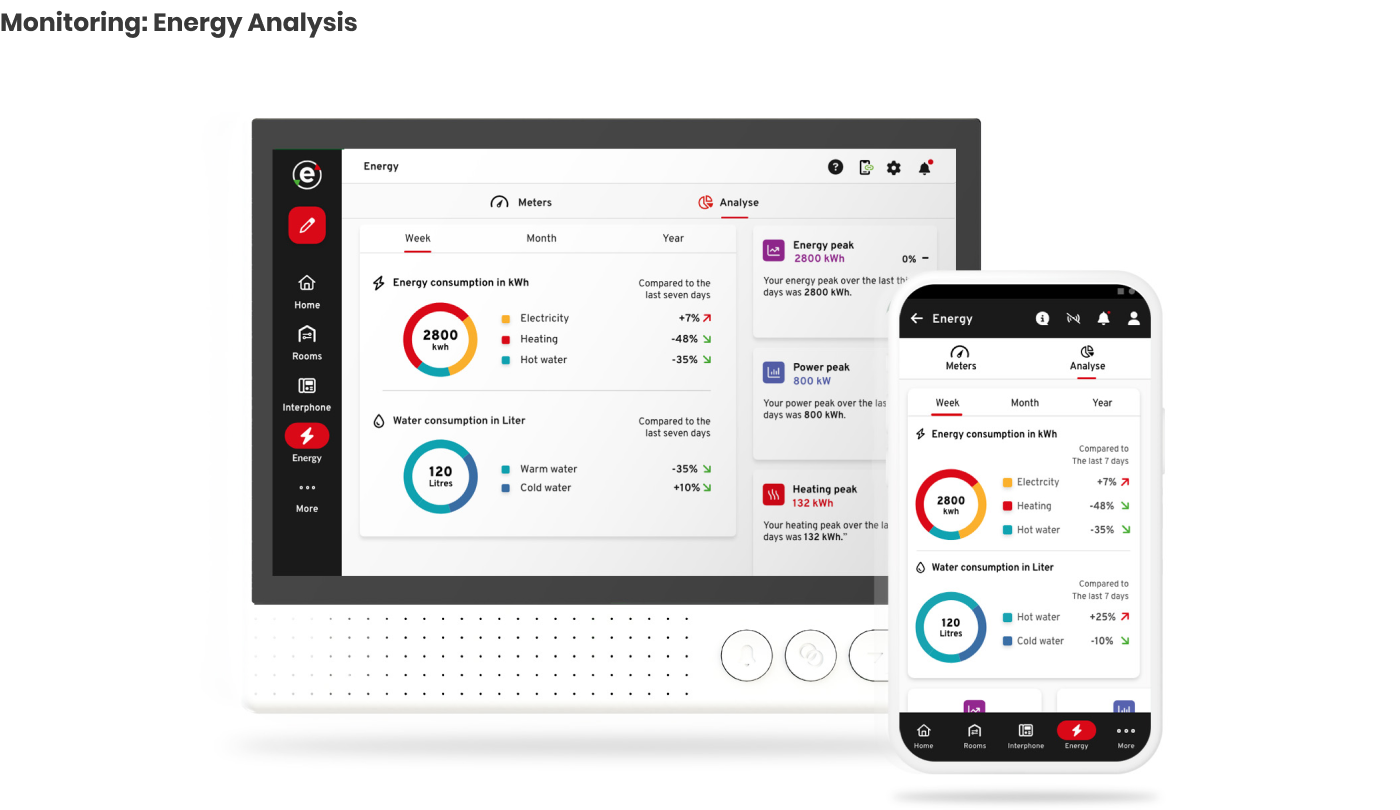 Monitoring: Energy Analysis
e
Energy
Meters
Analyse
Week Month Year
Energy consumption in kWh
Compared to the
last seven days
2800
kwh
Electricity +7%
Heating -48%
Hot water -35%
Water consumption in Liter
Compared to the
last seven days
120
Litres
Warm water -35%
Cold water +10%
Home
Rooms
Interphone
Energy
More
Energy peak
2800 kWh
0% –
Your energy peak over the last
days was 2800 kWh.
Power peak
800 kW
Your power peak over the
days was 800 kWh.
Heating peak
132 kWh
Your heating peak over the
days was 132 kWh."
Energy
Meters
Analyse
Week Month Year
Energy consumption in kWh
Compared to
The last 7 days
2800
kwh
Electrcity +7%
Heating -48%
Hot water -35%
Water consumption in Liter
Compared to
The last 7 days
120
Litres
Hot water +25%
Cold water -10%
Home Rooms Interphone Energy More